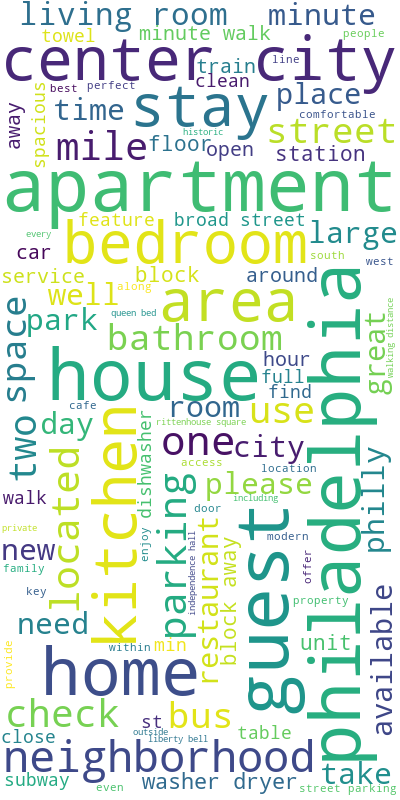 living room
minute
towel
minute walk
people
center city
train
line
clean
best
perfect
stay
place
away
spacious
time
comfortable
historic
street
mile
floor
open
station
apartment
feature
broad street
large
every
car
bedroom
south
west
service
block
around
well
along
area
queen bed
philadelphia
great
walking distance
park
space
bathroom
house
hour
full
find
cafe
room
use
two
day
rittenhouse square
one
city
kitchen
dishwasher
access
location
located
parking
please
philly
walk
including
guest
door
private
restaurant
new
enjoy
independence hall
modern
block away
offer
family
key
property
available
need
unit
within
min
home
provide
check
bus
st
table
close
outside
liberty bell
neighborhood
take
subway
even
washer dryer
street parking